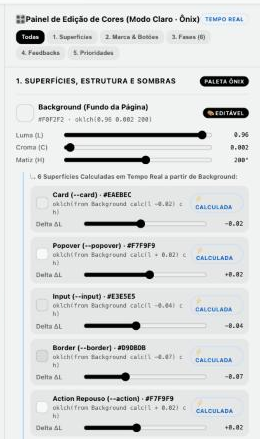 Painel de Edição de Cores (Modo Claro · Ônix) TEMPO REAL
Todas 1. Superfícies 2. Marca & Botões 3. Fases (6)
4. Feedbacks 5. Prioridades
1. SUPERFÍCIES, ESTRUTURA E SOMBRAS PALETA ÔNIX
Background (Fundo da Página)
#F0F2F2 · oklch(0.96 0.002 200) EDITÁVEL
Luma (L) 0.96
Croma (C) 0.002
Matiz (H) 200°
6 Superfícies Calculadas em Tempo Real a partir de Background:
Card (--card) · #EAEBEC
oklch(from Background calc(l -0.02) c
h)
CALCULADA
Delta ΔL -0.02
Popover (--popover) · #F7F9F9
oklch(from Background calc(l + 0.02) c
h)
CALCULADA
Delta ΔL +0.02
Input (--input) · #E3E5E5
oklch(from Background calc(l -0.04) c
h)
CALCULADA
Delta ΔL -0.04
Border (--border) · #D9DBDB
oklch(from Background calc(l -0.07) c
h)
CALCULADA
Delta ΔL -0.07
Action Repouso (--action) · #F7F9F9
oklch(from Background calc(l + 0.02) c
h)
CALCULADA
Delta ΔL +0.02